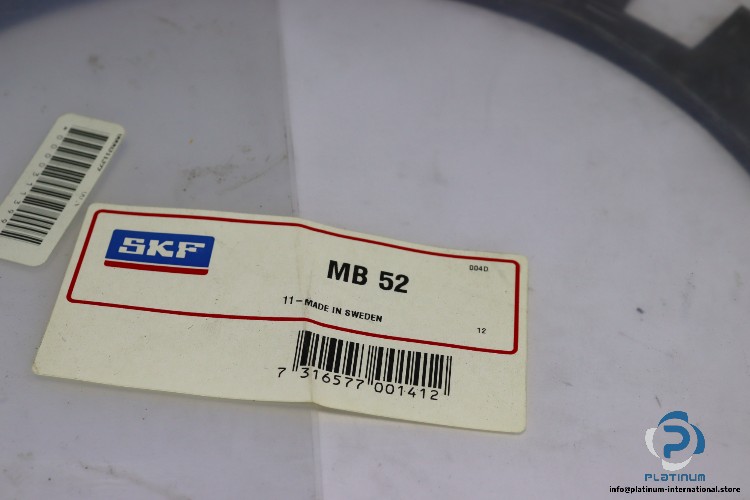 SKF
MB 52
004D
11-MADE IN SWEDEN
12
7 316577 001412
PLATINUM
info@platinum-international.store